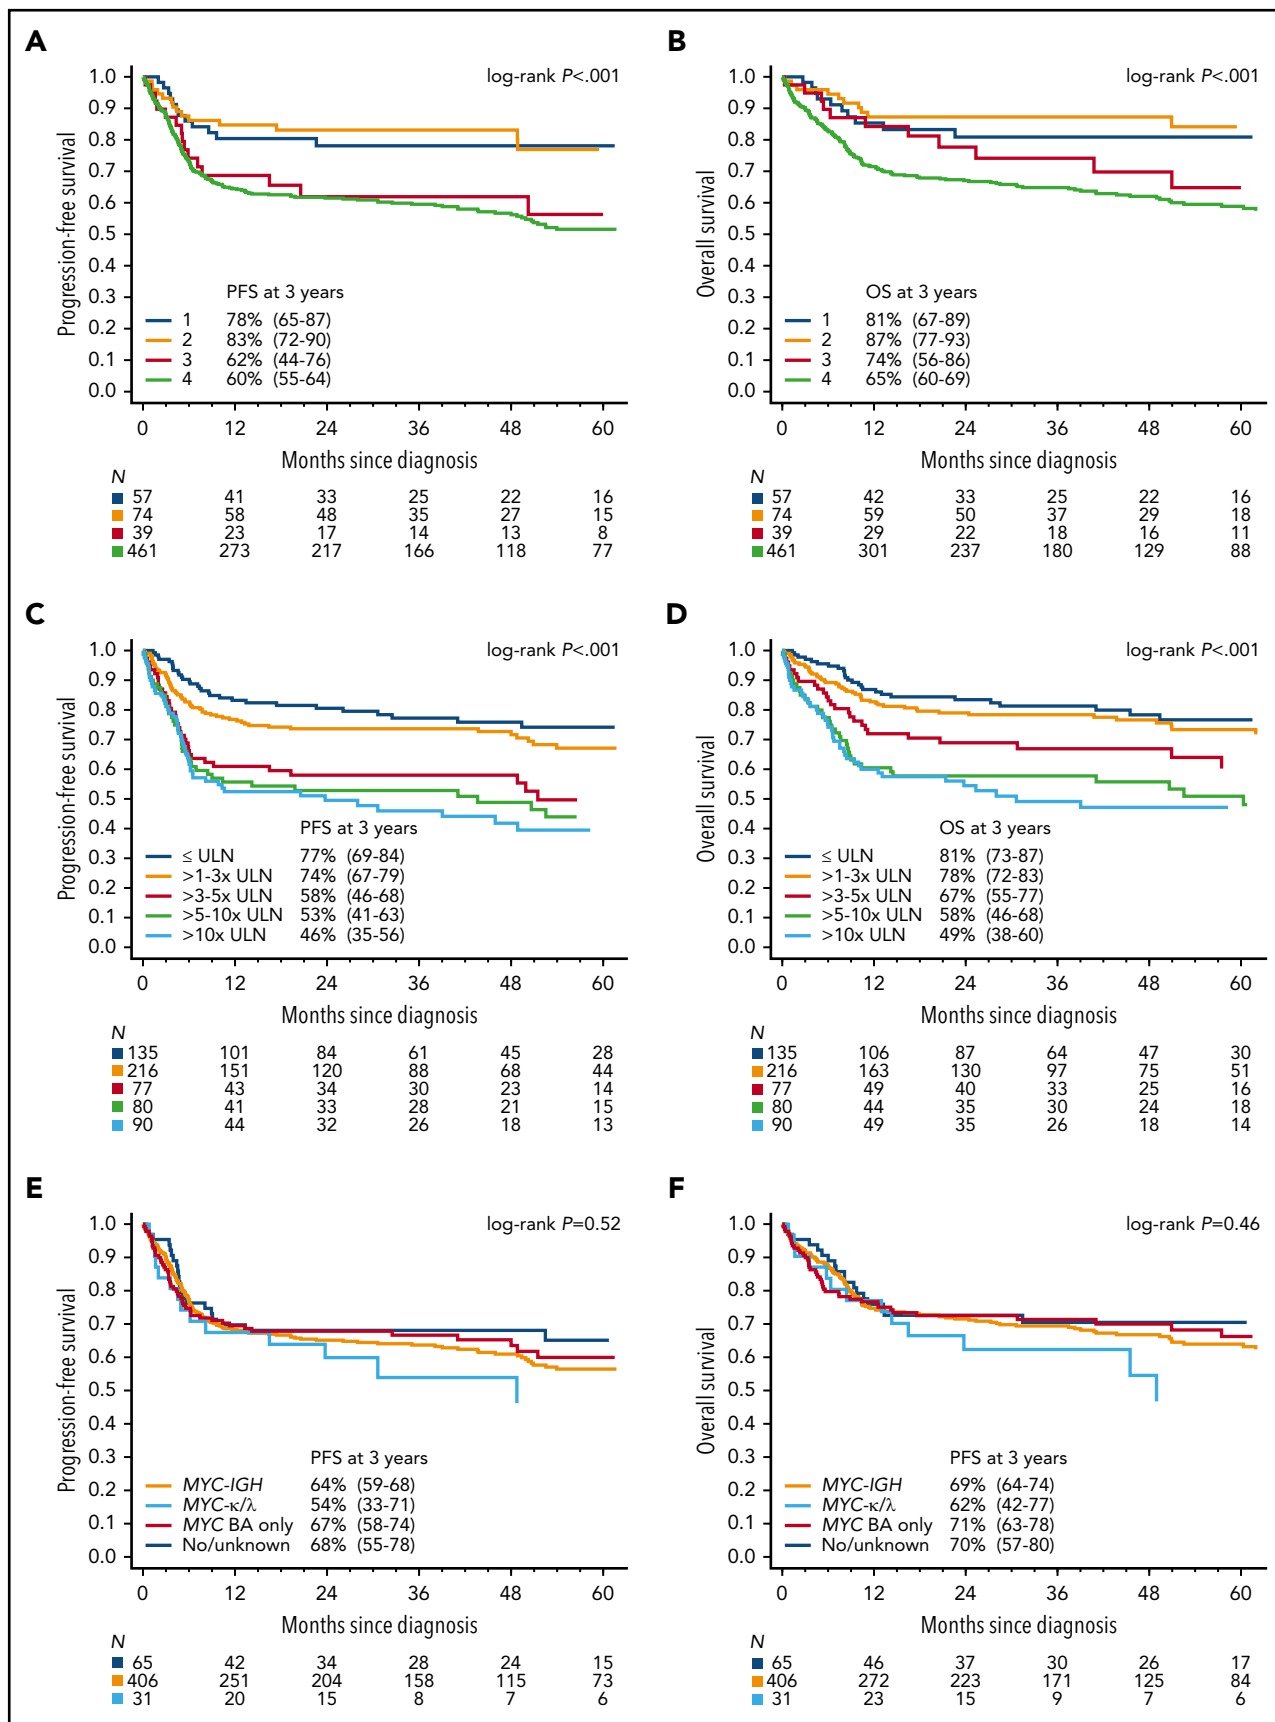 A
log-rank P<.001
Progression-free survival
1.0
0.9
0.8
0.7
0.6
0.5
0.4
0.3
0.2
0.1
0.0
PFS at 3 years
1 78% (65-87)
2 83% (72-90)
3 62% (44-76)
4 60% (55-64)
0 12 24 36 48 60
Months since diagnosis
N
57 41 33 25 22 16
74 58 48 35 27 15
39 23 17 14 13 8
461 273 217 166 118 77
B
log-rank P<.001
Overall survival
1.0
0.9
0.8
0.7
0.6
0.5
0.4
0.3
0.2
0.1
0.0
OS at 3 years
1 81% (67-89)
2 87% (77-93)
3 74% (56-86)
4 65% (60-69)
0 12 24 36 48 60
Months since diagnosis
N
57 42 33 25 22 16
74 59 50 37 29 18
39 29 22 18 16 11
461 301 237 180 129 88
C
log-rank P<.001
Progression-free survival
1.0
0.9
0.8
0.7
0.6
0.5
0.4
0.3
0.2
0.1
0.0
PFS at 3 years
≤ ULN 77% (69-84)
>1-3x ULN 74% (67-79)
>3-5x ULN 58% (46-68)
>5-10x ULN 53% (41-63)
>10x ULN 46% (35-56)
0 12 24 36 48 60
Months since diagnosis
N
135 101 84 61 45 28
216 151 120 88 68 44
77 43 34 30 23 14
80 41 33 28 21 15
90 44 32 26 18 13
D
log-rank P<.001
Overall survival
1.0
0.9
0.8
0.7
0.6
0.5
0.4
0.3
0.2
0.1
0.0
OS at 3 years
≤ ULN 81% (73-87)
>1-3x ULN 78% (72-83)
>3-5x ULN 67% (55-77)
>5-10x ULN 58% (46-68)
>10x ULN 49% (38-60)
0 12 24 36 48 60
Months since diagnosis
N
135 106 87 64 47 30
216 163 130 97 75 51
77 49 40 33 25 16
80 44 35 30 24 18
90 49 35 26 18 14
E
log-rank P=0.52
Progression-free survival
1.0
0.9
0.8
0.7
0.6
0.5
0.4
0.3
0.2
0.1
0.0
PFS at 3 years
MYC-IGH 64% (59-68)
MYC-κ/λ 54% (33-71)
MYC BA only 67% (58-74)
No/unknown 68% (55-78)
0 12 24 36 48 60
Months since diagnosis
N
65 42 34 28 24 15
406 251 204 158 115 73
31 20 15 8 7 6
F
log-rank P=0.46
Overall survival
1.0
0.9
0.8
0.7
0.6
0.5
0.4
0.3
0.2
0.1
0.0
PFS at 3 years
MYC-IGH 69% (64-74)
MYC-κ/λ 62% (42-77)
MYC BA only 71% (63-78)
No/unknown 70% (57-80)
0 12 24 36 48 60
Months since diagnosis
N
65 46 37 30 26 17
406 272 223 171 125 84
31 23 15 9 7 6